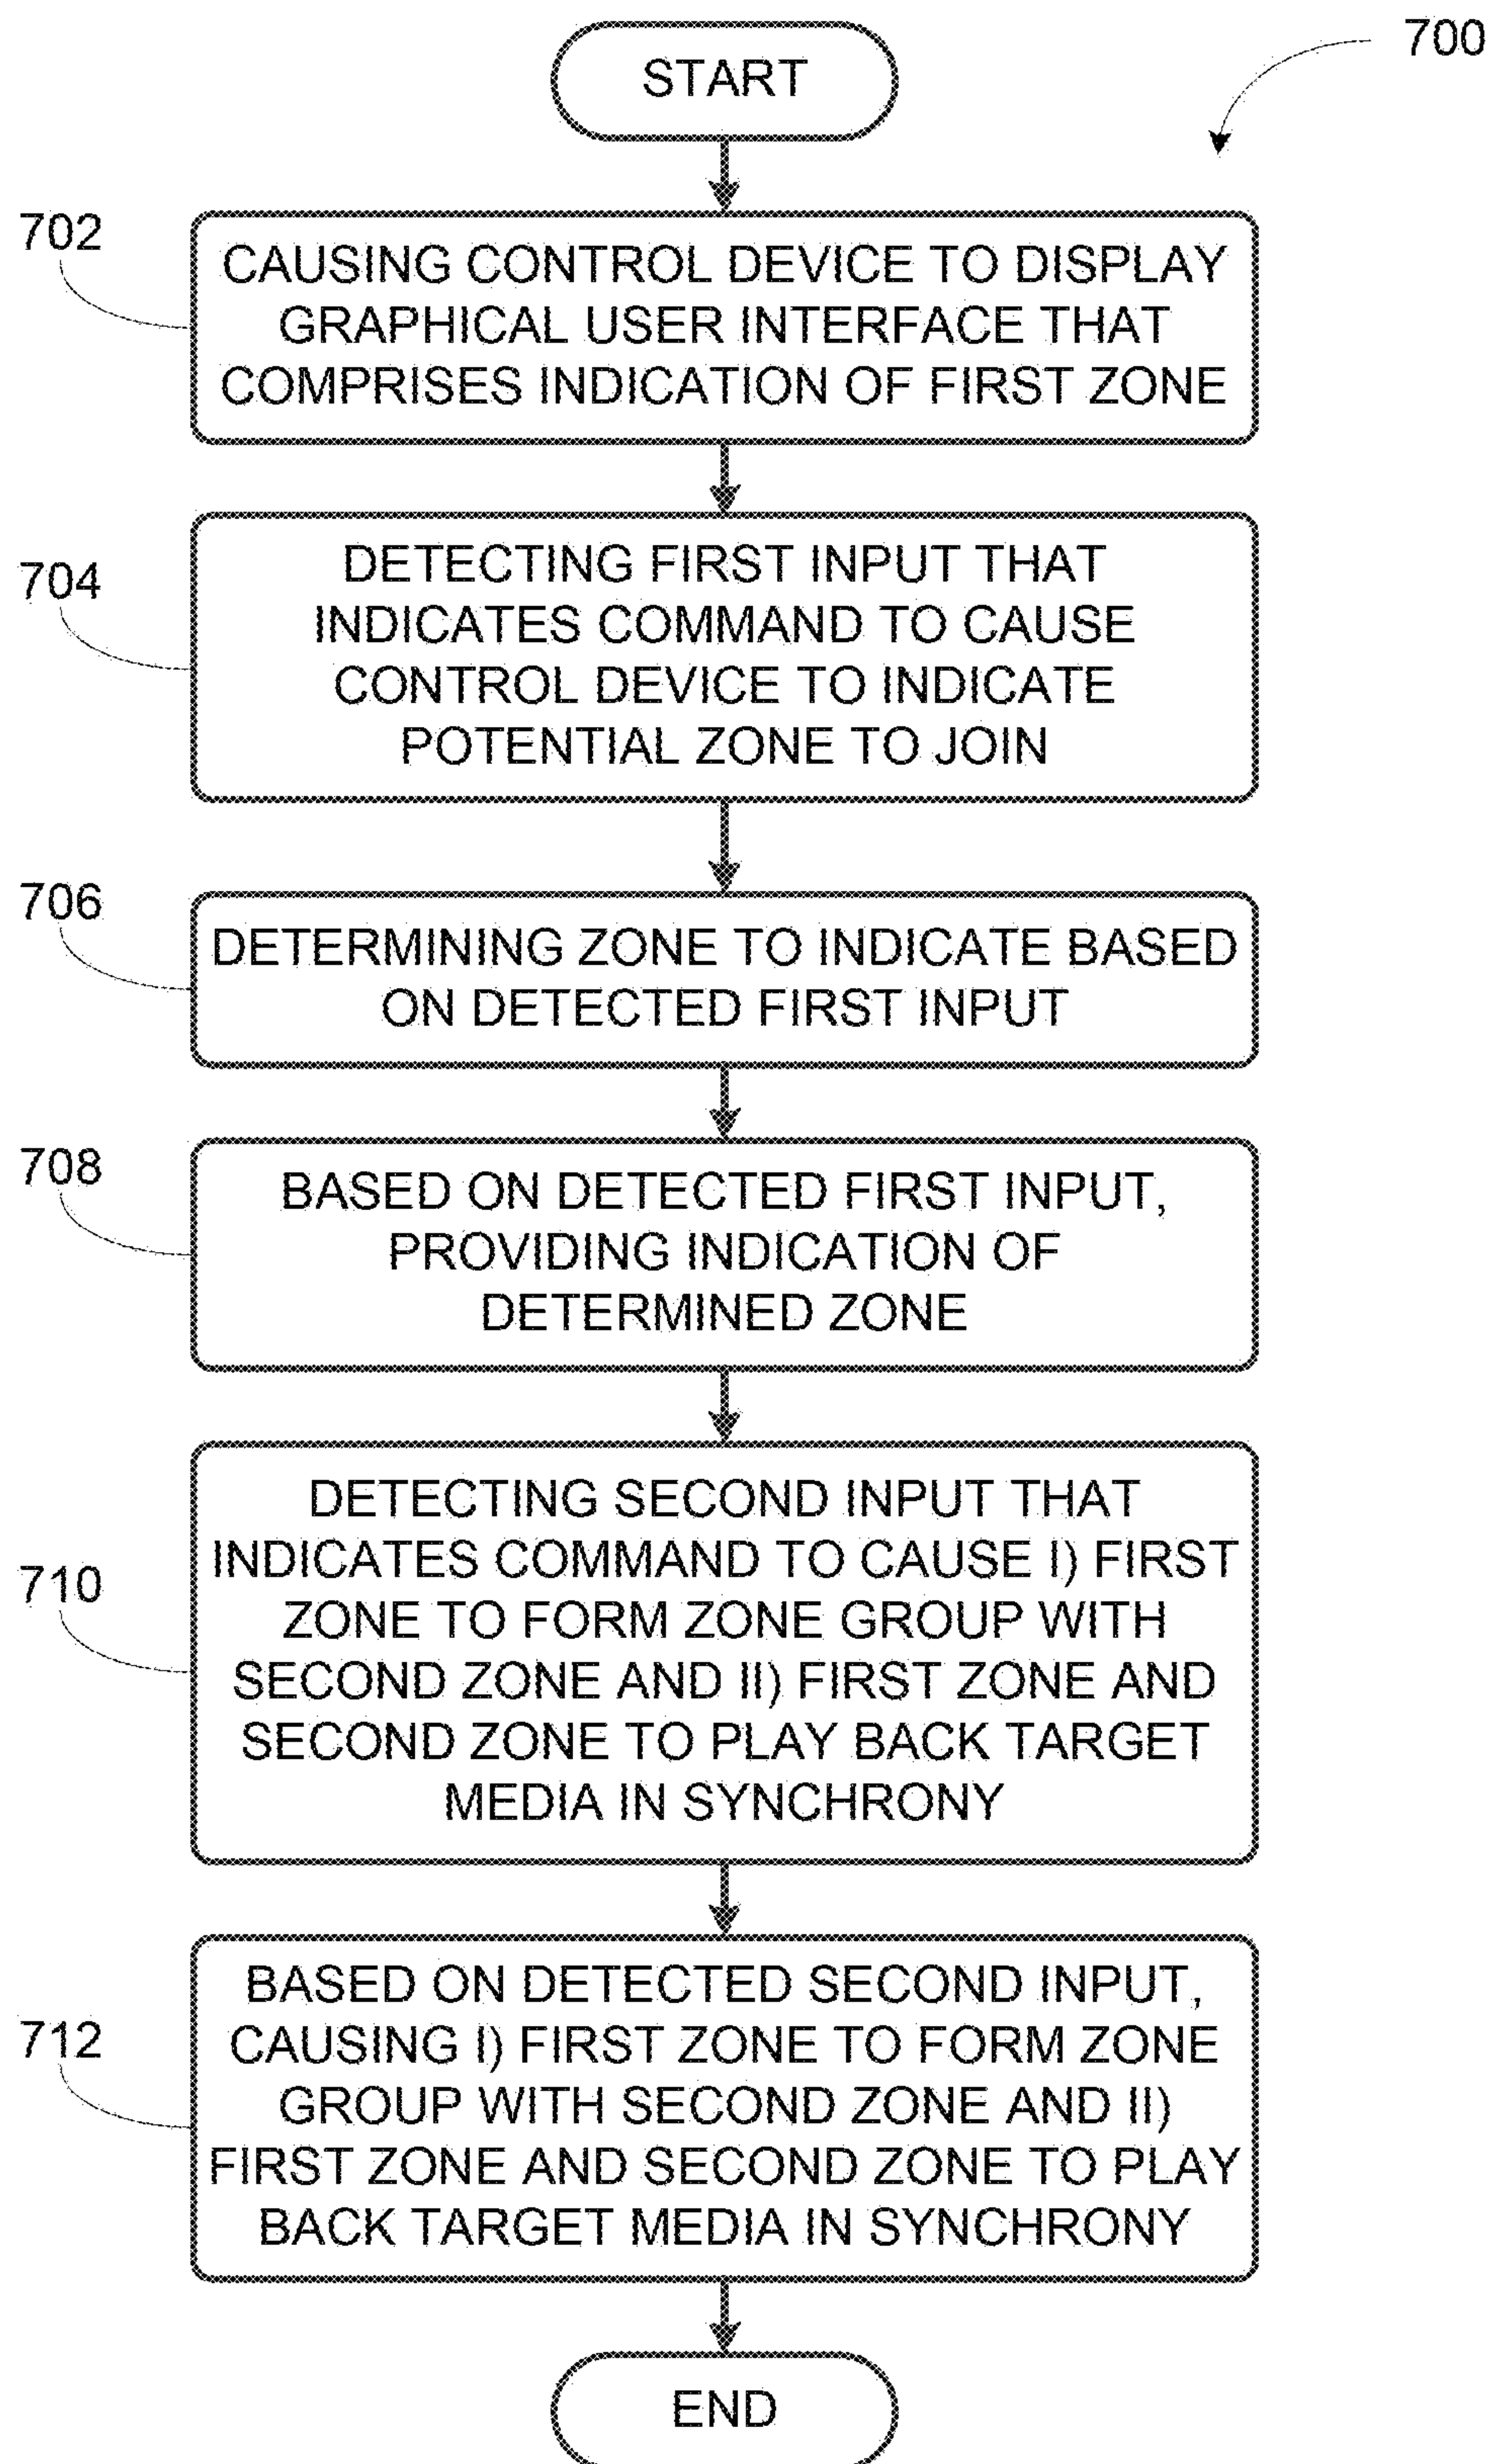 START
700
702
CAUSING CONTROL DEVICE TO DISPLAY
GRAPHICAL USER INTERFACE THAT
COMPRISES INDICATION OF FIRST ZONE
704
DETECTING FIRST INPUT THAT
INDICATES COMMAND TO CAUSE
CONTROL DEVICE TO INDICATE
POTENTIAL ZONE TO JOIN
706
DETERMINING ZONE TO INDICATE BASED
ON DETECTED FIRST INPUT
708
BASED ON DETECTED FIRST INPUT,
PROVIDING INDICATION OF
DETERMINED ZONE
710
DETECTING SECOND INPUT THAT
INDICATES COMMAND TO CAUSE I) FIRST
ZONE TO FORM ZONE GROUP WITH
SECOND ZONE AND II) FIRST ZONE AND
SECOND ZONE TO PLAY BACK TARGET
MEDIA IN SYNCHRONY
712
BASED ON DETECTED SECOND INPUT,
CAUSING I) FIRST ZONE TO FORM ZONE
GROUP WITH SECOND ZONE AND II)
FIRST ZONE AND SECOND ZONE TO PLAY
BACK TARGET MEDIA IN SYNCHRONY
END